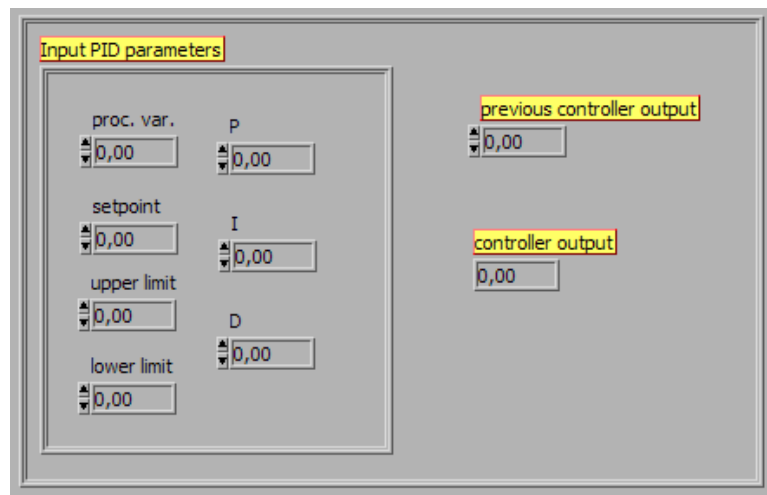 Input PID parameters
proc. var.
0,00
setpoint
0,00
upper limit
0,00
lower limit
0,00
P
0,00
I
0,00
D
0,00
previous controller output
0,00
controller output
0,00